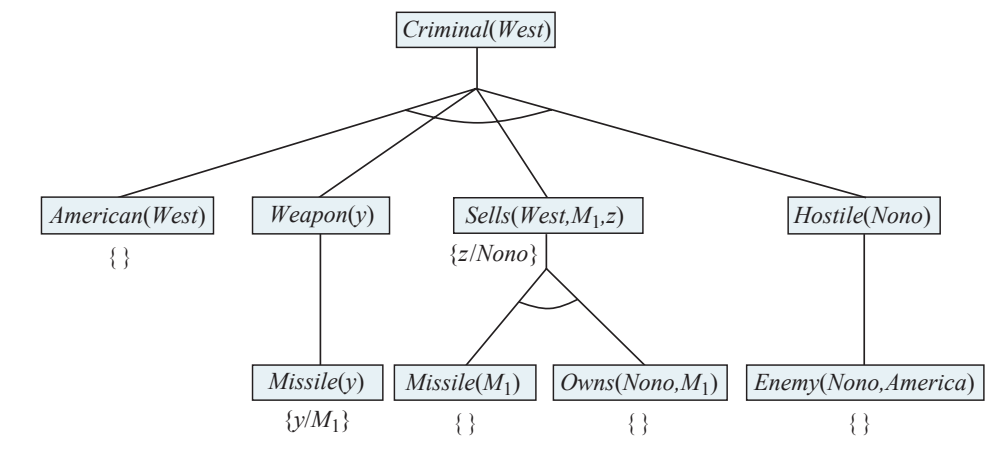 Criminal(West)
American(West) Weapon(y) Sells(West,M₁,z) Hostile(Nono)
{ } {z/Nono}
Missile(y) Missile(M₁) Owns(Nono,M₁) Enemy(Nono,America)
{y/M₁} { } { } { }